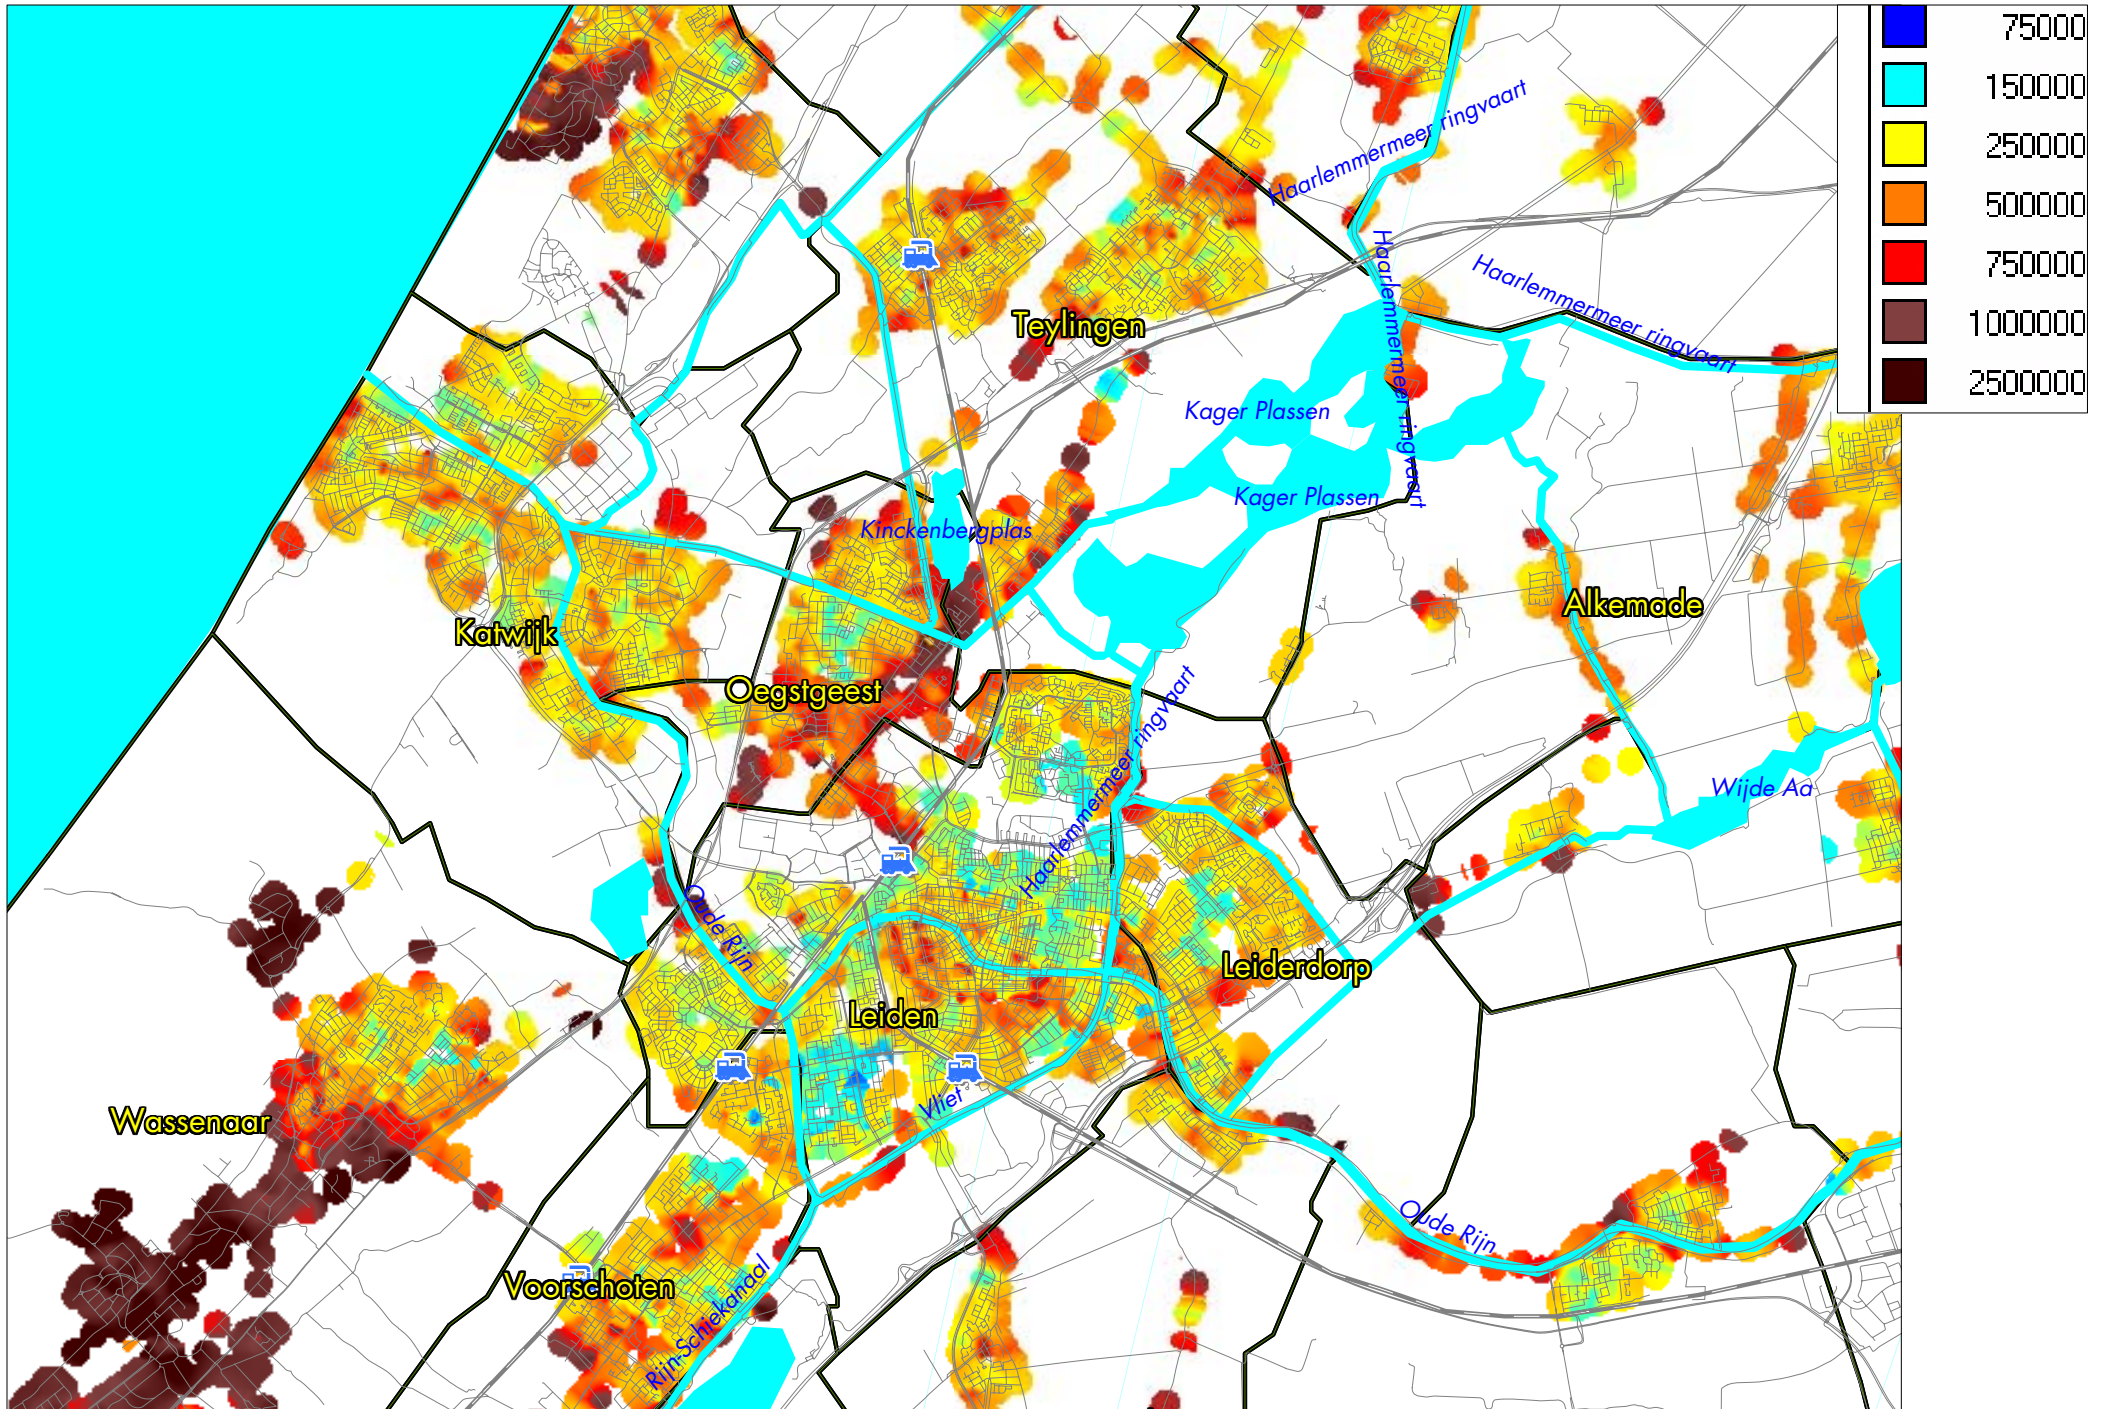 75000
150000
250000
500000
750000
1000000
2500000
Haarlemmermeer ringvaart
Haarlemmermeer ringvaart
Haarlemmermeer ringvaart
Teylingen
Kager Plassen
Kager Plassen
Kinckenbergplas
Alkemade
Katwijk
Oegstgeest
Haarlemmermeer ringvaart
Wijde Aa
Oude Rijn
Leiderdorp
Leiden
Vliet
Wassenaar
Oude Rijn
Voorschoten
Rijn-Schiekanaal